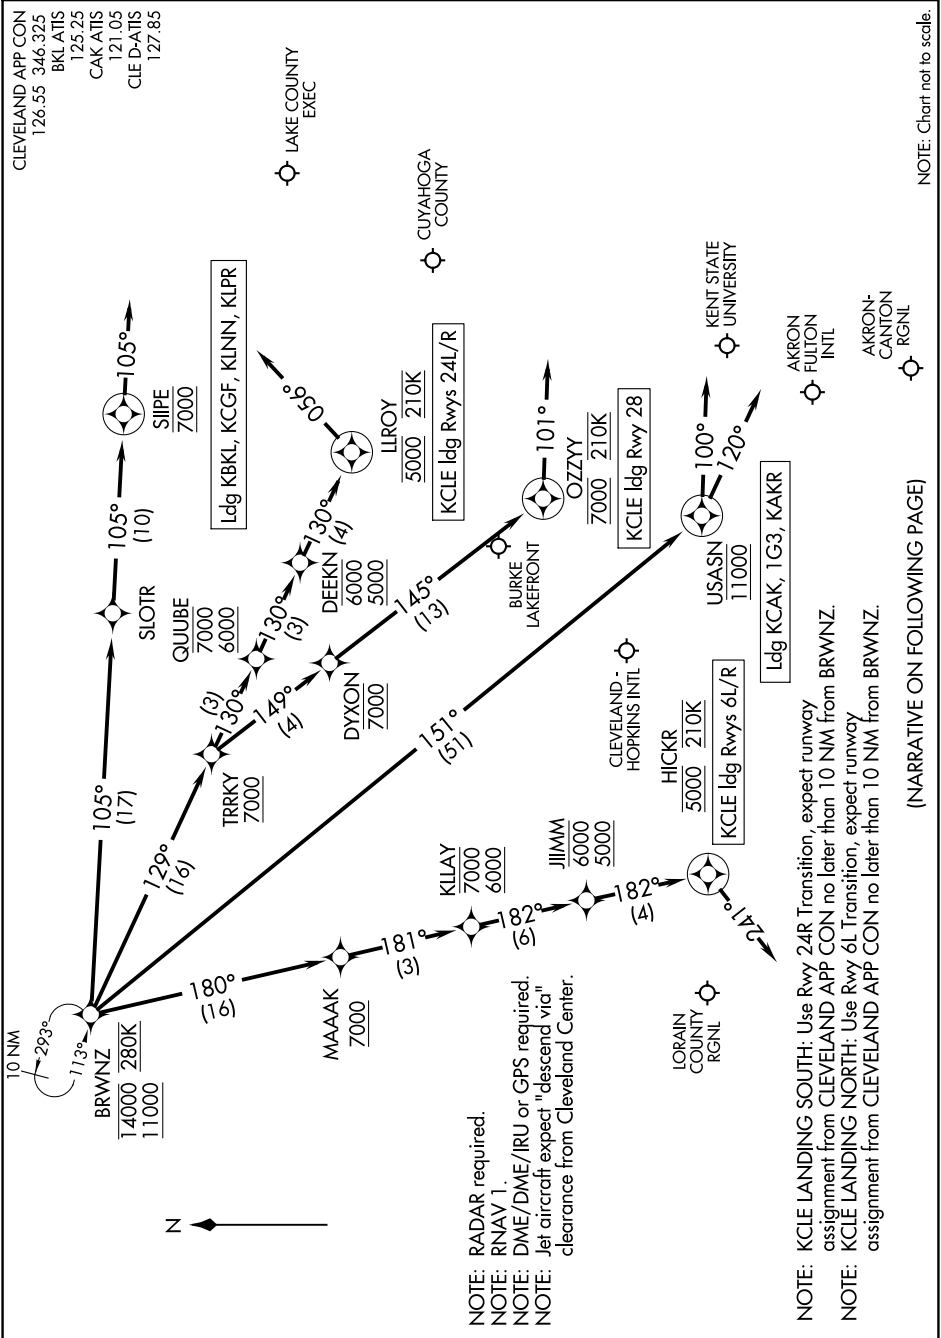 CLEVELAND APP CON
126.55 346.325
BKL ATIS
125.25
CAK ATIS
121.05
CLE D-ATIS
127.85
10 NM
293°
113°
BRWNZ
14000 280K
11000
105°
(17)
SLOTR
105°
(10)
SIIPE
7000
105°
Ldg KBKL, KCGF, KLNN, KLPR
LAKE COUNTY
EXEC
129°
(16)
TRRKY
7000
130°
(3)
QUUBE
7000
6000
130°
(3)
DEEKN
6000
5000
130°
(4)
LLROY
5000 210K
KCLE ldg Rwys 24L/R
056°
CUYAHOGA
COUNTY
149°
(4)
DYXON
7000
145°
(13)
BURKE
LAKEFRONT
OZZYY
7000 210K
KCLE ldg Rwy 28
101°
151°
(51)
USASN
11000
Ldg KCAK, 1G3, KAKR
100°
120°
KENT STATE
UNIVERSITY
AKRON
FULTON
INTL
AKRON-
CANTON
RGNL
180°
(16)
MAAAK
7000
181°
(3)
KLLAY
7000
6000
182°
(6)
JIIMM
6000
5000
182°
(4)
HICKR
5000 210K
KCLE ldg Rwys 6L/R
241°
CLEVELAND -
HOPKINS INTL
LORAIN
COUNTY
RGNL
N
NOTE: RADAR required.
NOTE: RNAV 1.
NOTE: DME/DME/IRU or GPS required.
NOTE: Jet aircraft expect "descend via"
clearance from Cleveland Center.
NOTE: KCLE LANDING SOUTH: Use Rwy 24R Transition, expect runway
assignment from CLEVELAND APP CON no later than 10 NM from BRWNZ.
NOTE: KCLE LANDING NORTH: Use Rwy 6L Transition, expect runway
assignment from CLEVELAND APP CON no later than 10 NM from BRWNZ.
(NARRATIVE ON FOLLOWING PAGE)
NOTE: Chart not to scale.